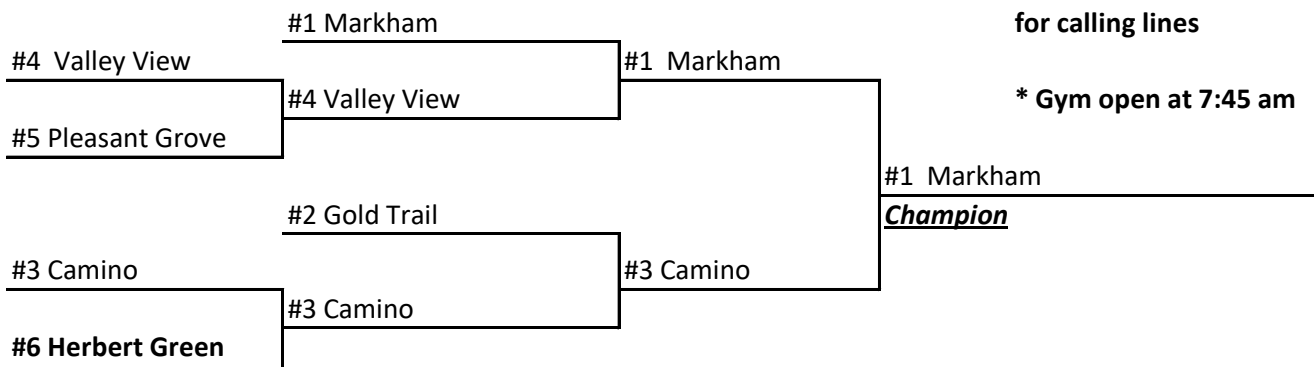 #1 Markham
for calling lines
#4 Valley View
#1 Markham
#4 Valley View
* Gym open at 7:45 am
#5 Pleasant Grove
#1 Markham
#2 Gold Trail
Champion
#3 Camino
#3 Camino
#3 Camino
#6 Herbert Green